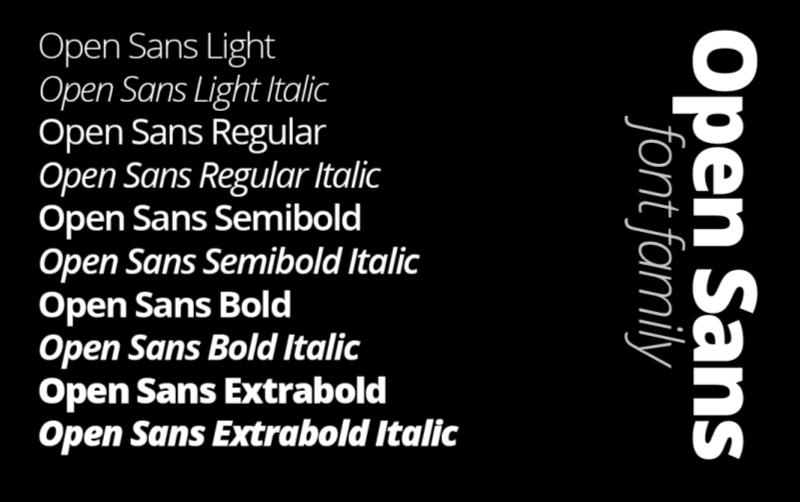 Open Sans Light
Open Sans Light Italic
Open Sans Regular
Open Sans Regular Italic
Open Sans Semibold
Open Sans Semibold Italic
Open Sans Bold
Open Sans Bold Italic
Open Sans Extrabold
Open Sans Extrabold Italic
Open Sans
font family